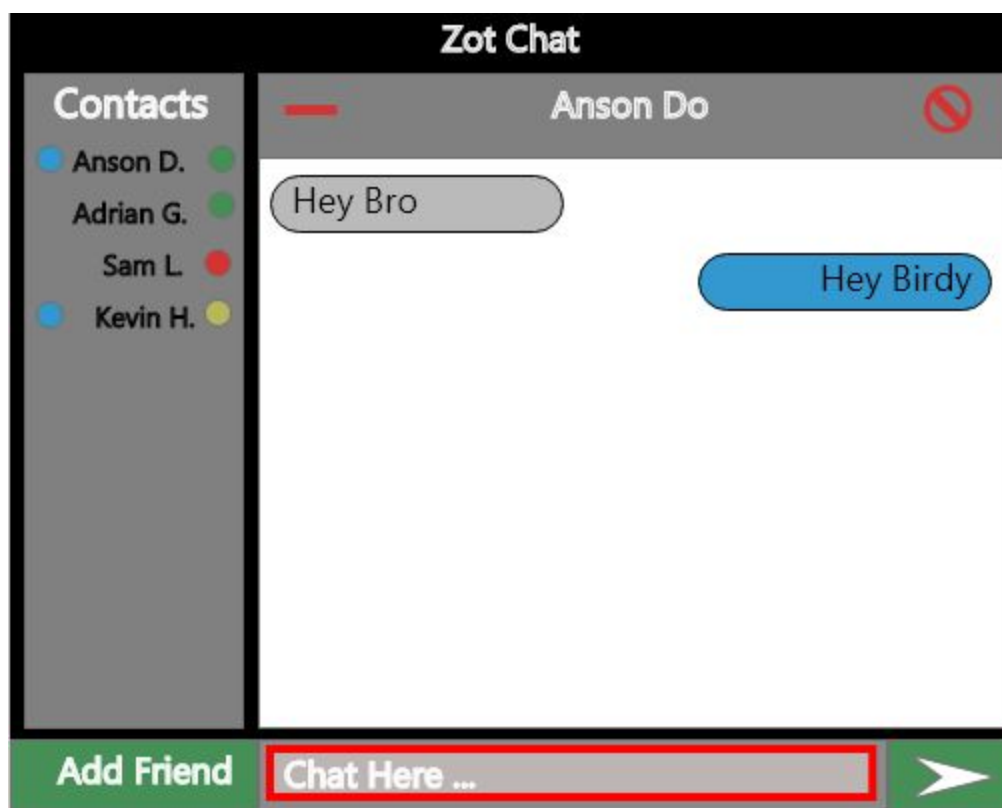 Zot Chat
Contacts
Anson D.
Adrian G.
Sam L.
Kevin H.
Anson Do
Hey Bro
Hey Birdy
Add Friend
Chat Here ...